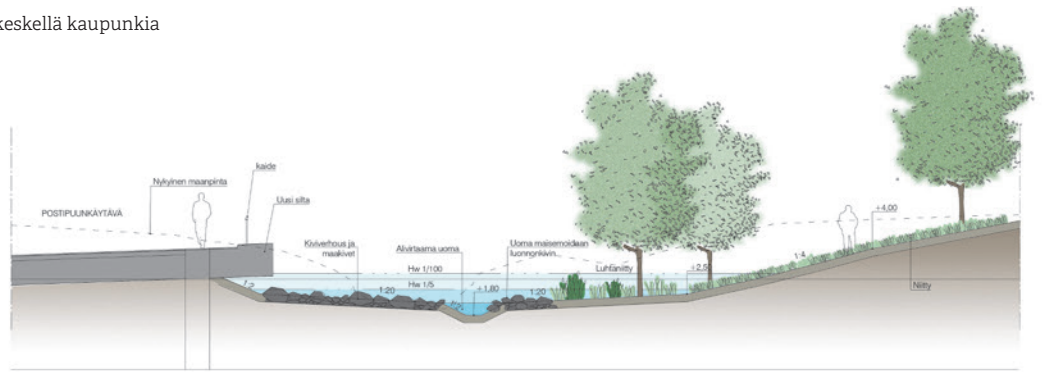 keskellä kaupunkia
kaide
Nykyinen maanpinta
Uusi silta
POSTIPUUNKÄYTÄVÄ
Kiviverhous ja
maakivet
Alivirtaama uoma
Uoma maisemoidaan
luonnonkivin...
Hw 1/100
Hw 1/5
1:20
+1,80
1:20
Luhtaniitty
+2,50
1:4
+4,00
Niitty